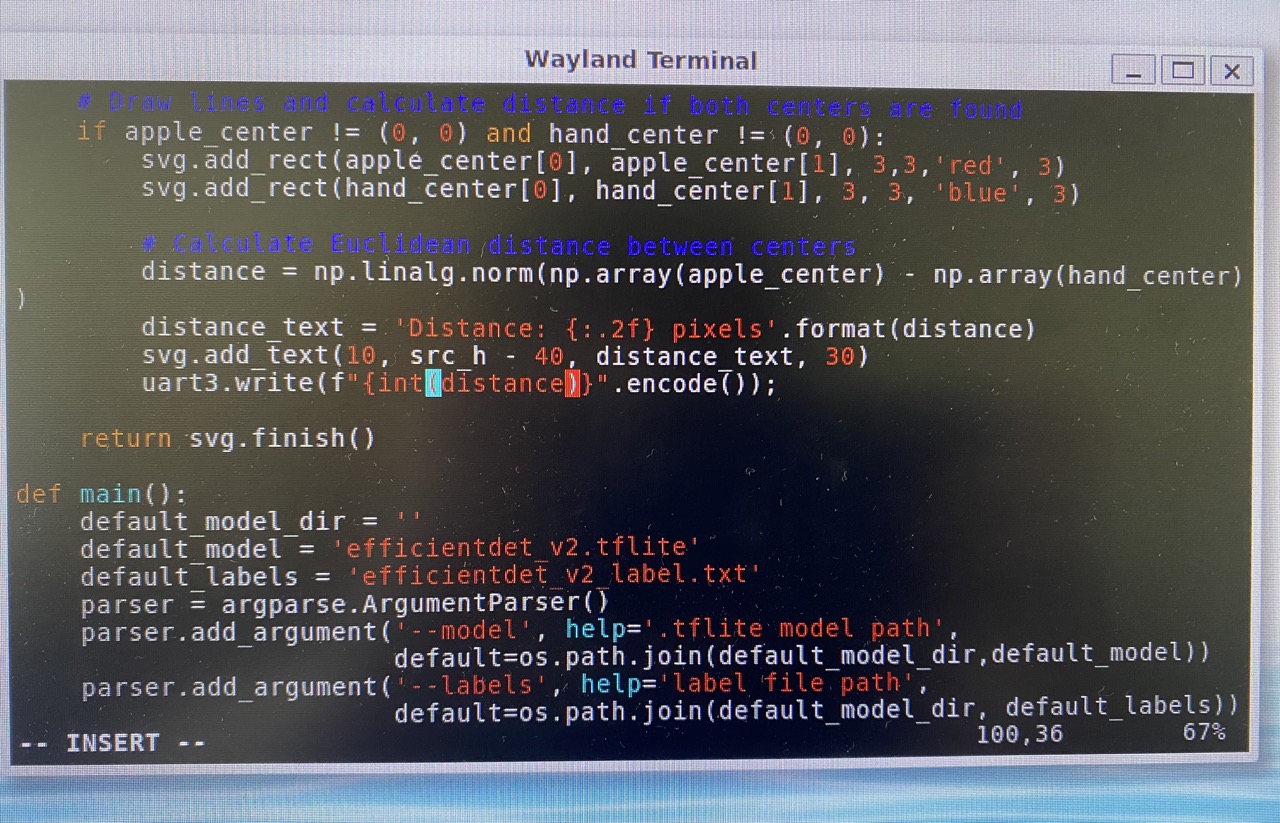 Wayland Terminal
# Draw lines and calculate distance if both centers are found
if apple_center != (0, 0) and hand_center != (0, 0):
svg.add_rect(apple_center[0], apple_center[1], 3,3,'red', 3)
svg.add_rect(hand_center[0], hand_center[1], 3, 3, 'blue', 3)
# Calculate Euclidean distance between centers
distance = np.linalg.norm(np.array(apple_center) - np.array(hand_center)
)
distance_text = 'Distance: {:.2f} pixels'.format(distance)
svg.add_text(10, src_h - 40, distance_text, 30)
uart3.write(f"{int(distance)}".encode());
return svg.finish()
def main():
default_model_dir = ''
default_model = 'efficientdet_v2.tflite'
default_labels = 'efficientdet_v2_label.txt'
parser = argparse.ArgumentParser()
parser.add_argument('--model', help='.tflite model path',
default=os.path.join(default_model_dir,default_model))
parser.add_argument('--labels', help='label file path',
default=os.path.join(default_model_dir, default_labels))
-- INSERT -- 100,36 67%